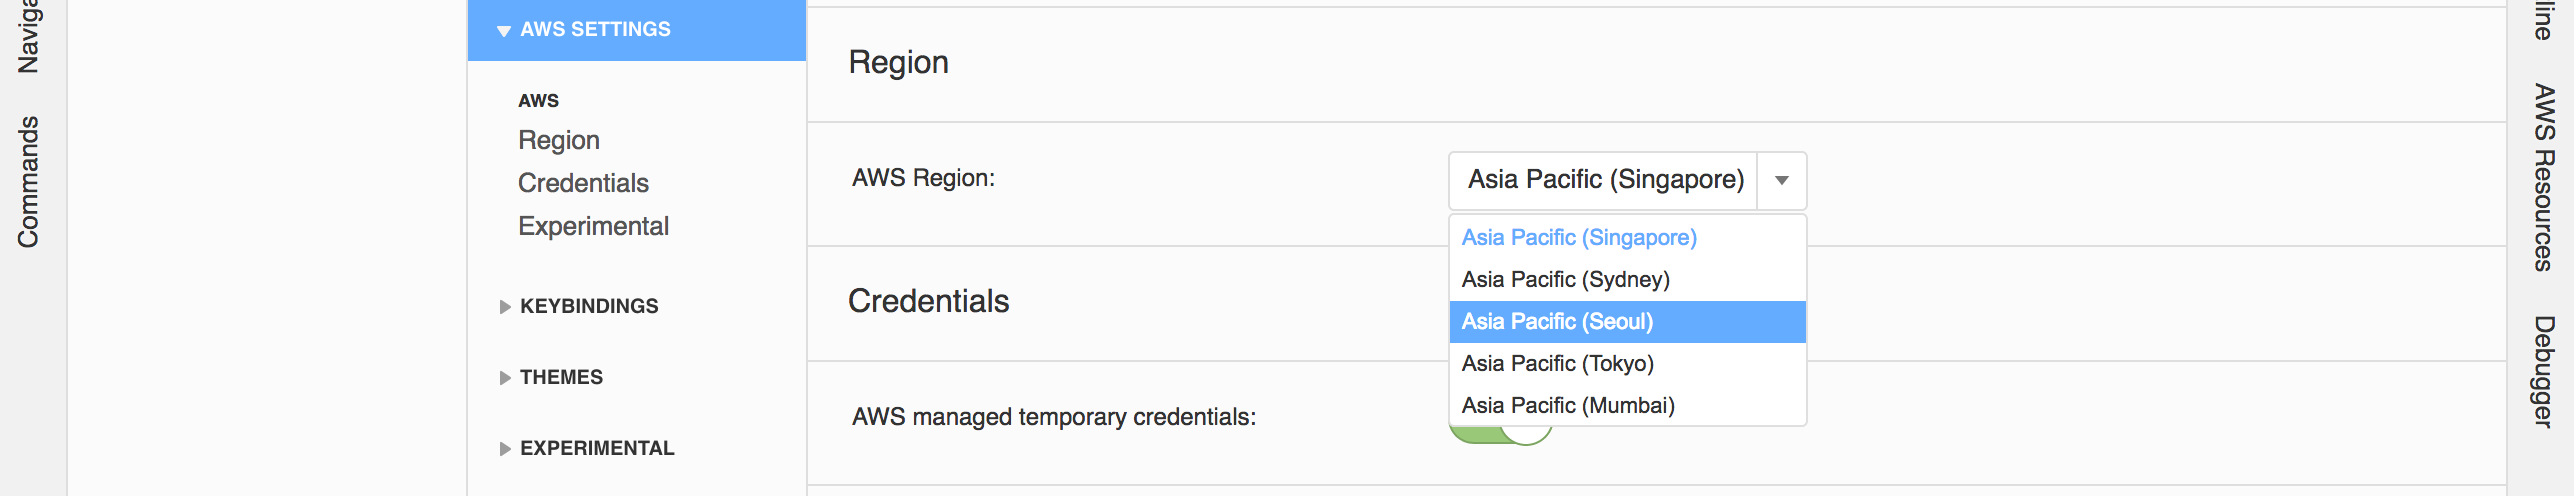 Commands
AWS SETTINGS
AWS
Region
Credentials
Experimental
KEYBINDINGS
THEMES
EXPERIMENTAL
Region
AWS Region:
Asia Pacific (Singapore)
Asia Pacific (Singapore)
Asia Pacific (Sydney)
Asia Pacific (Seoul)
Asia Pacific (Tokyo)
Asia Pacific (Mumbai)
Credentials
AWS managed temporary credentials:
AWS Resources
Debugger